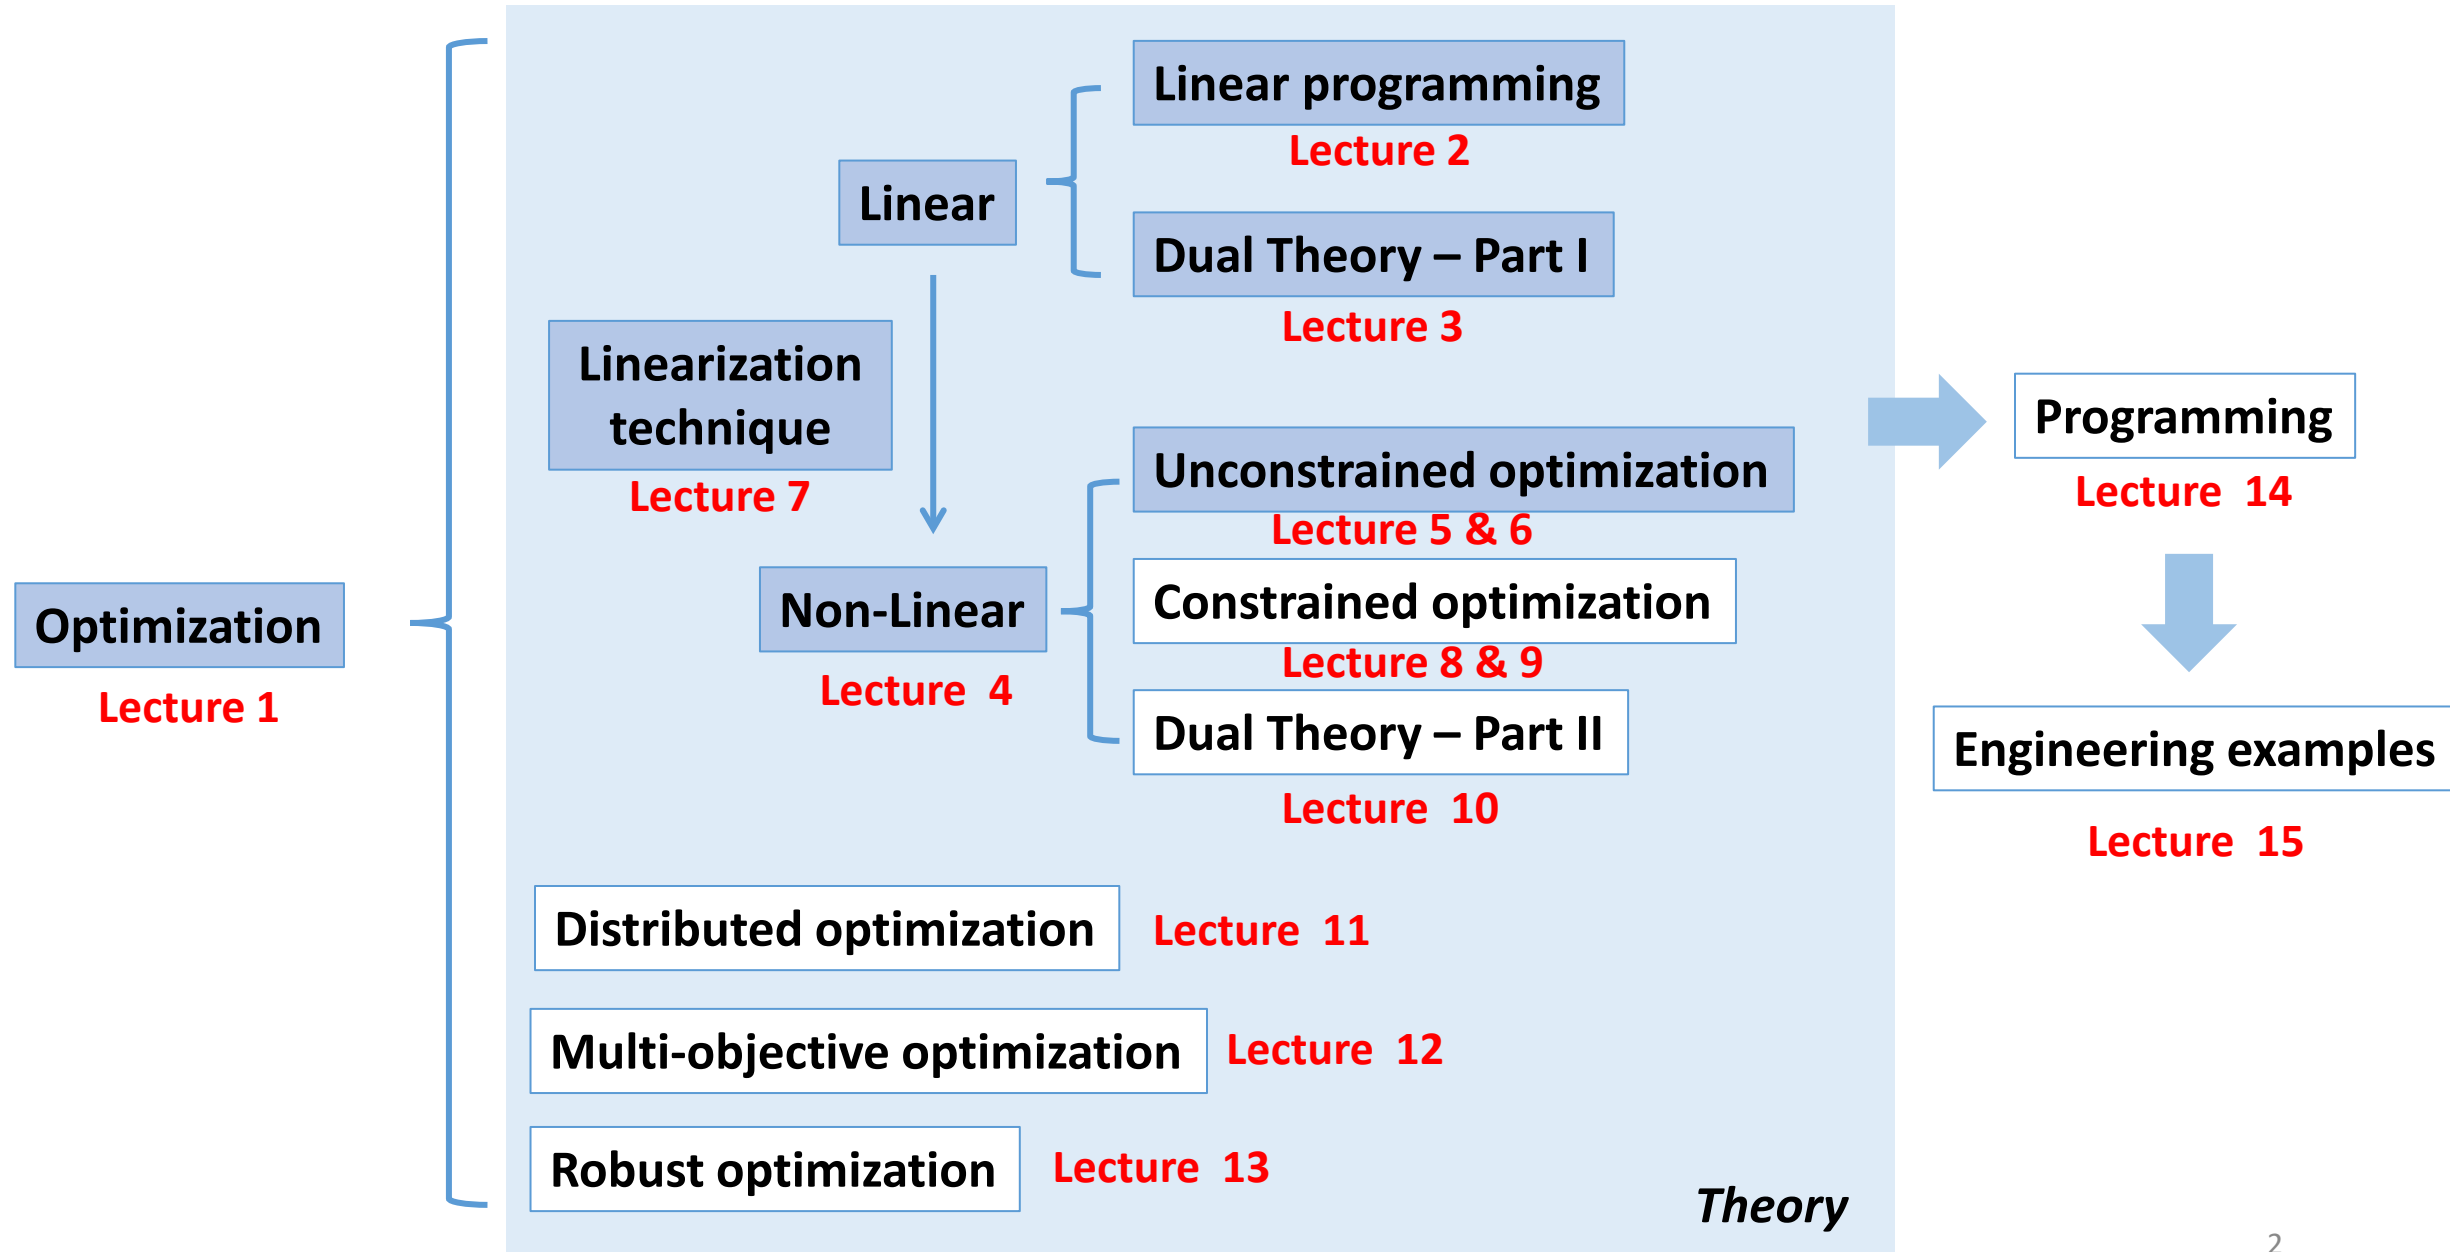 Optimization
Lecture 1
Linear
Linear programming
Lecture 2
Dual Theory – Part I
Lecture 3
Linearization
technique
Lecture 7
Non-Linear
Lecture  4
Unconstrained optimization
Lecture 5 & 6
Constrained optimization
Lecture 8 & 9
Dual Theory – Part II
Lecture  10
Distributed optimization
Lecture  11
Multi-objective optimization
Lecture  12
Robust optimization
Lecture  13
Theory
Programming
Lecture  14
Engineering examples
Lecture  15
2